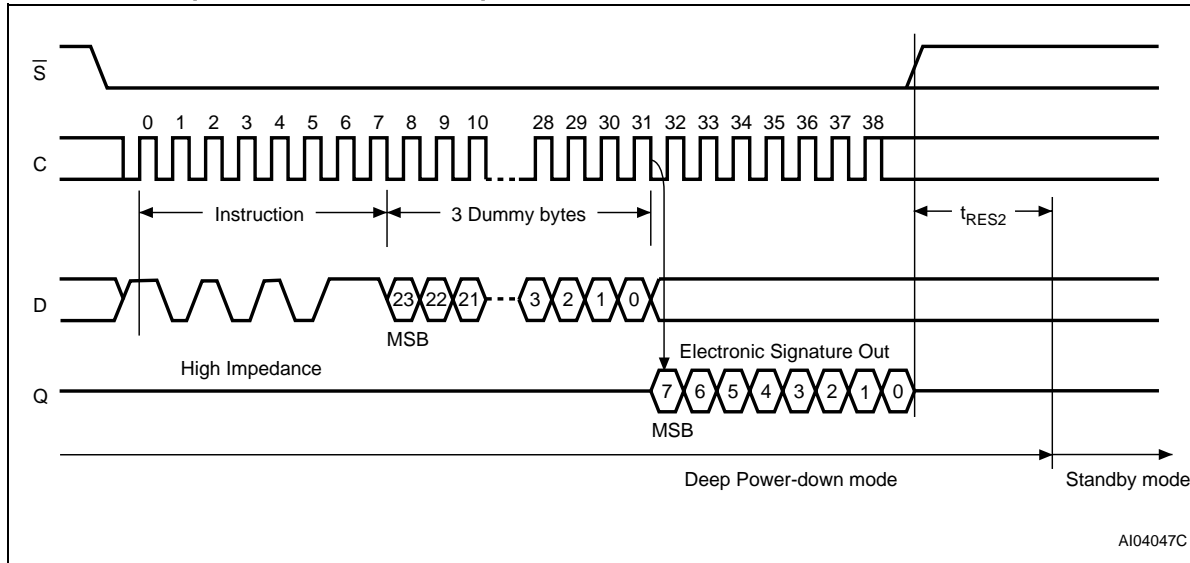 S
0 1 2 3 4 5 6 7 8 9 10 28 29 30 31 32 33 34 35 36 37 38
C
Instruction 3 Dummy bytes tRES2
D 23 22 21 3 2 1 0
MSB
High Impedance Electronic Signature Out
Q 7 6 5 4 3 2 1 0
MSB
Deep Power-down mode Standby mode
AI04047C